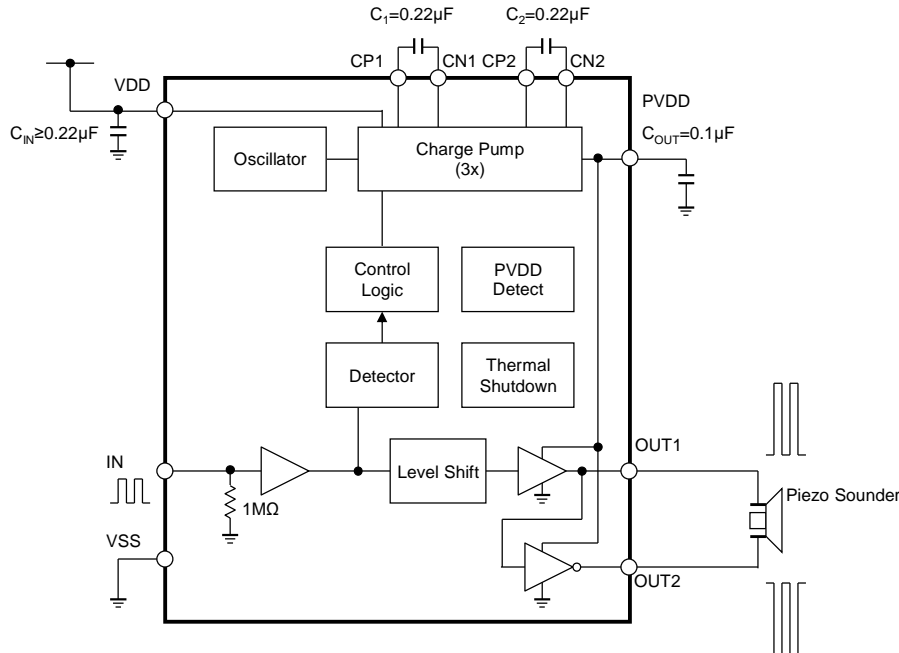 C1=0.22µF
C2=0.22µF
CP1
CN1
CP2
CN2
VDD
PVDD
CIN≥0.22µF
COUT=0.1µF
Oscillator
Charge Pump
(3x)
Control
Logic
PVDD
Detect
Detector
Thermal
Shutdown
IN
OUT1
Level Shift
Piezo Sounder
1MΩ
VSS
OUT2